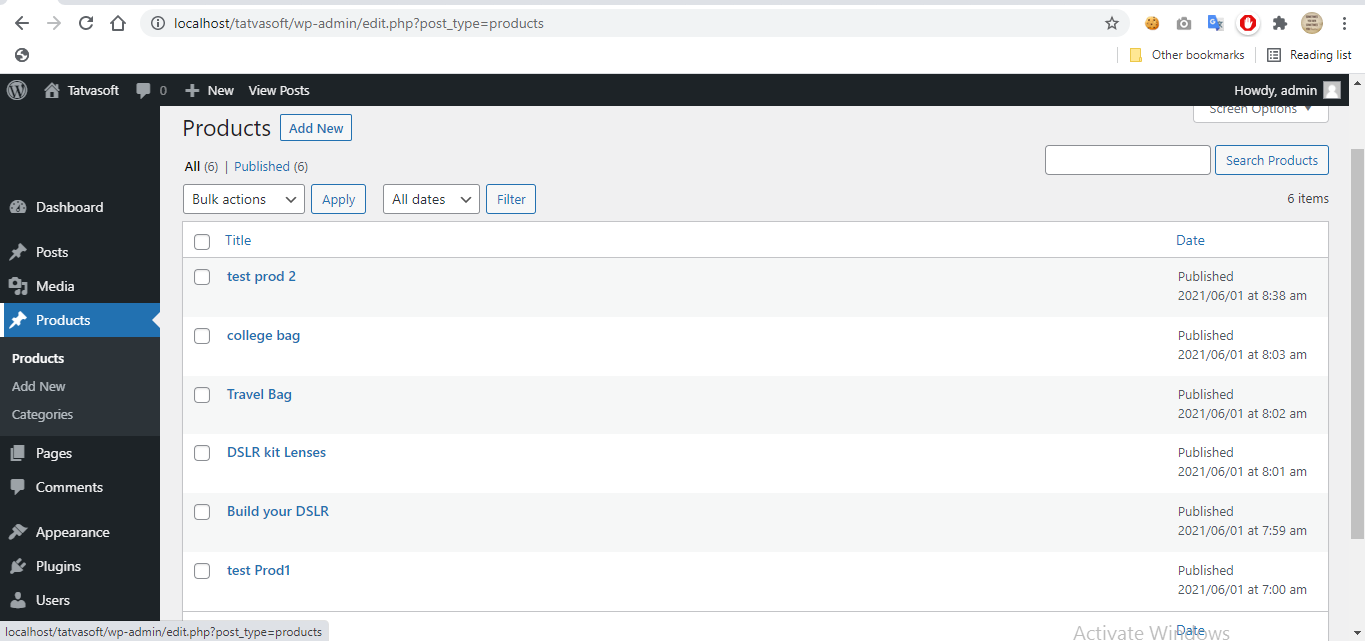 localhost/tatvasoft/wp-admin/edit.php?post_type=products
Other bookmarks
Reading list
Tatvasoft
0
New
View Posts
Howdy, admin
Screen Options
Products
Add New
All (6) | Published (6)
Search Products
Bulk actions
Apply
All dates
Filter
6 items
Dashboard
Posts
Media
Products
Products
Add New
Categories
Pages
Comments
Appearance
Plugins
Users
Title
Date
test prod 2
Published
2021/06/01 at 8:38 am
college bag
Published
2021/06/01 at 8:03 am
Travel Bag
Published
2021/06/01 at 8:02 am
DSLR kit Lenses
Published
2021/06/01 at 8:01 am
Build your DSLR
Published
2021/06/01 at 7:59 am
test Prod1
Published
2021/06/01 at 7:00 am
Date
Activate Windows
localhost/tatvasoft/wp-admin/edit.php?post_type=products